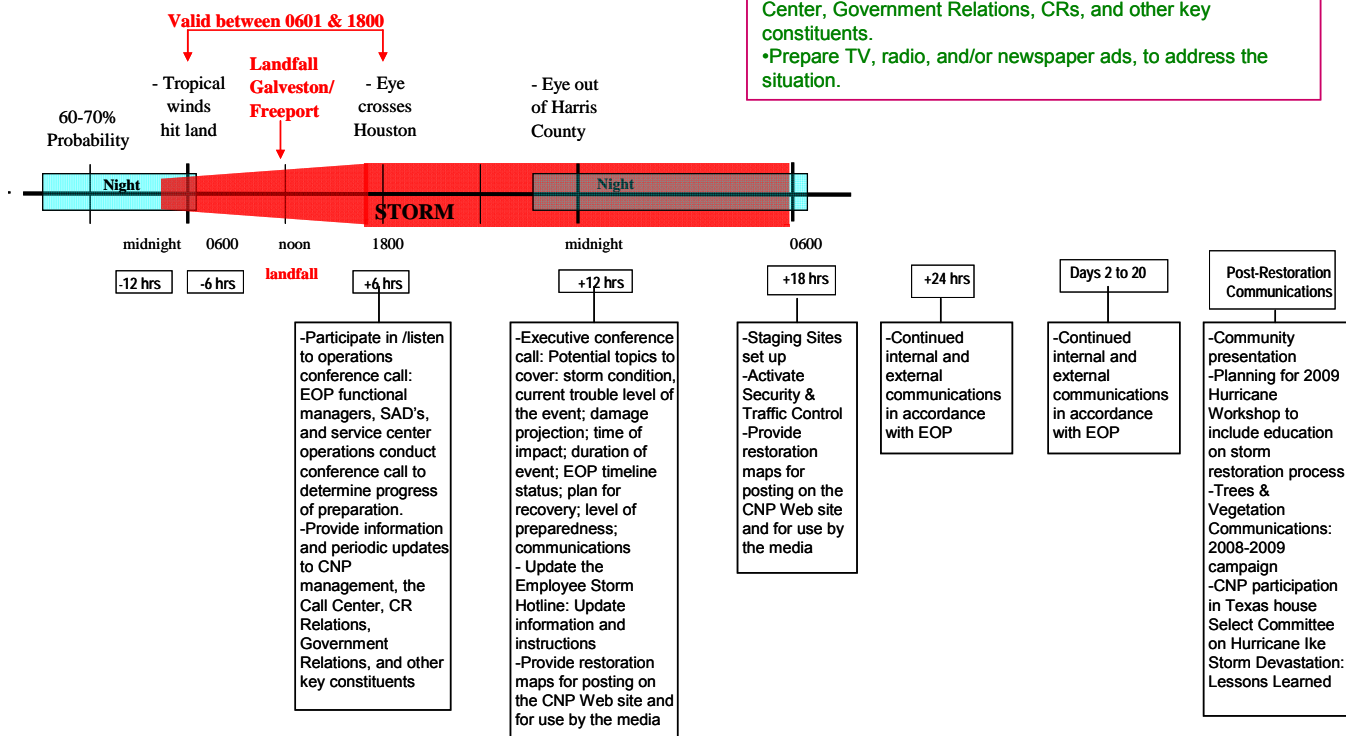 Center, Government Relations, CRs, and other key
constituents.
•Prepare TV, radio, and/or newspaper ads, to address the
situation.
Valid between 0601 & 1800
60-70%
Probability
- Tropical
winds
hit land
Landfall
Galveston/
Freeport
- Eye
crosses
Houston
- Eye out
of Harris
County
Night
STORM
Night
midnight
0600
noon
1800
midnight
0600
landfall
-12 hrs
-6 hrs
+6 hrs
+12 hrs
+18 hrs
+24 hrs
Days 2 to 20
Post-Restoration
Communications
-Participate in /listen
to operations
conference call:
EOP functional
managers, SAD's,
and service center
operations conduct
conference call to
determine progress
of preparation.
-Provide information
and periodic updates
to CNP
management, the
Call Center, CR
Relations,
Government
Relations, and other
key constituents
-Executive conference
call: Potential topics to
cover: storm condition,
current trouble level of
the event; damage
projection; time of
impact; duration of
event; EOP timeline
status; plan for
recovery; level of
preparedness;
communications
- Update the
Employee Storm
Hotline: Update
information and
instructions
-Provide restoration
maps for posting on
the CNP Web site and
for use by the media
-Staging Sites
set up
-Activate
Security &
Traffic Control
-Provide
restoration
maps for
posting on the
CNP Web site
and for use by
the media
-Continued
internal and
external
communications
in accordance
with EOP
-Continued
internal and
external
communications
in accordance
with EOP
-Community
presentation
-Planning for 2009
Hurricane
Workshop to
include education
on storm
restoration process
-Trees &
Vegetation
Communications:
2008-2009
campaign
-CNP participation
in Texas house
Select Committee
on Hurricane Ike
Storm Devastation:
Lessons Learned